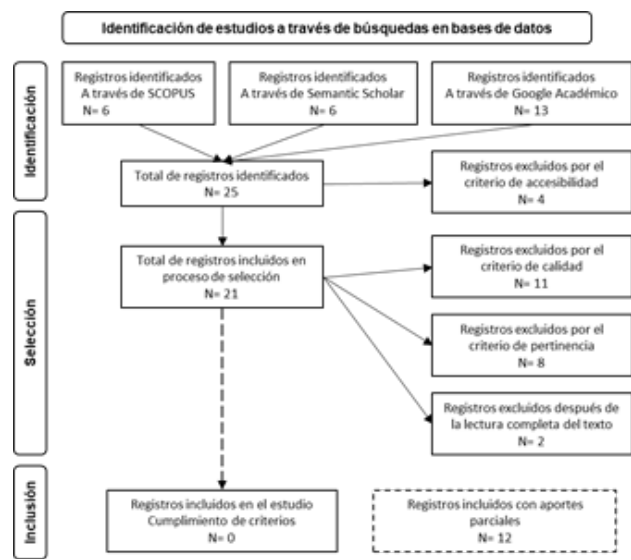 Identificación de estudios a través de búsquedas en bases de datos
Identificación
Registros identificados
A través de SCOPUS
N= 6
Registros identificados
A través de Semantic Scholar
N= 6
Registros identificados
A través de Google Académico
N= 13
Total de registros identificados
N= 25
Registros excluidos por el
criterio de accesibilidad
N= 4
Selección
Total de registros incluidos en
proceso de selección
N= 21
Registros excluidos por el
criterio de calidad
N= 11
Registros excluidos por el
criterio de pertinencia
N= 8
Registros excluidos después de
la lectura completa del texto
N= 2
Inclusión
Registros incluidos en el estudio
Cumplimiento de criterios
N= 0
Registros incluidos con aportes
parciales
N= 12